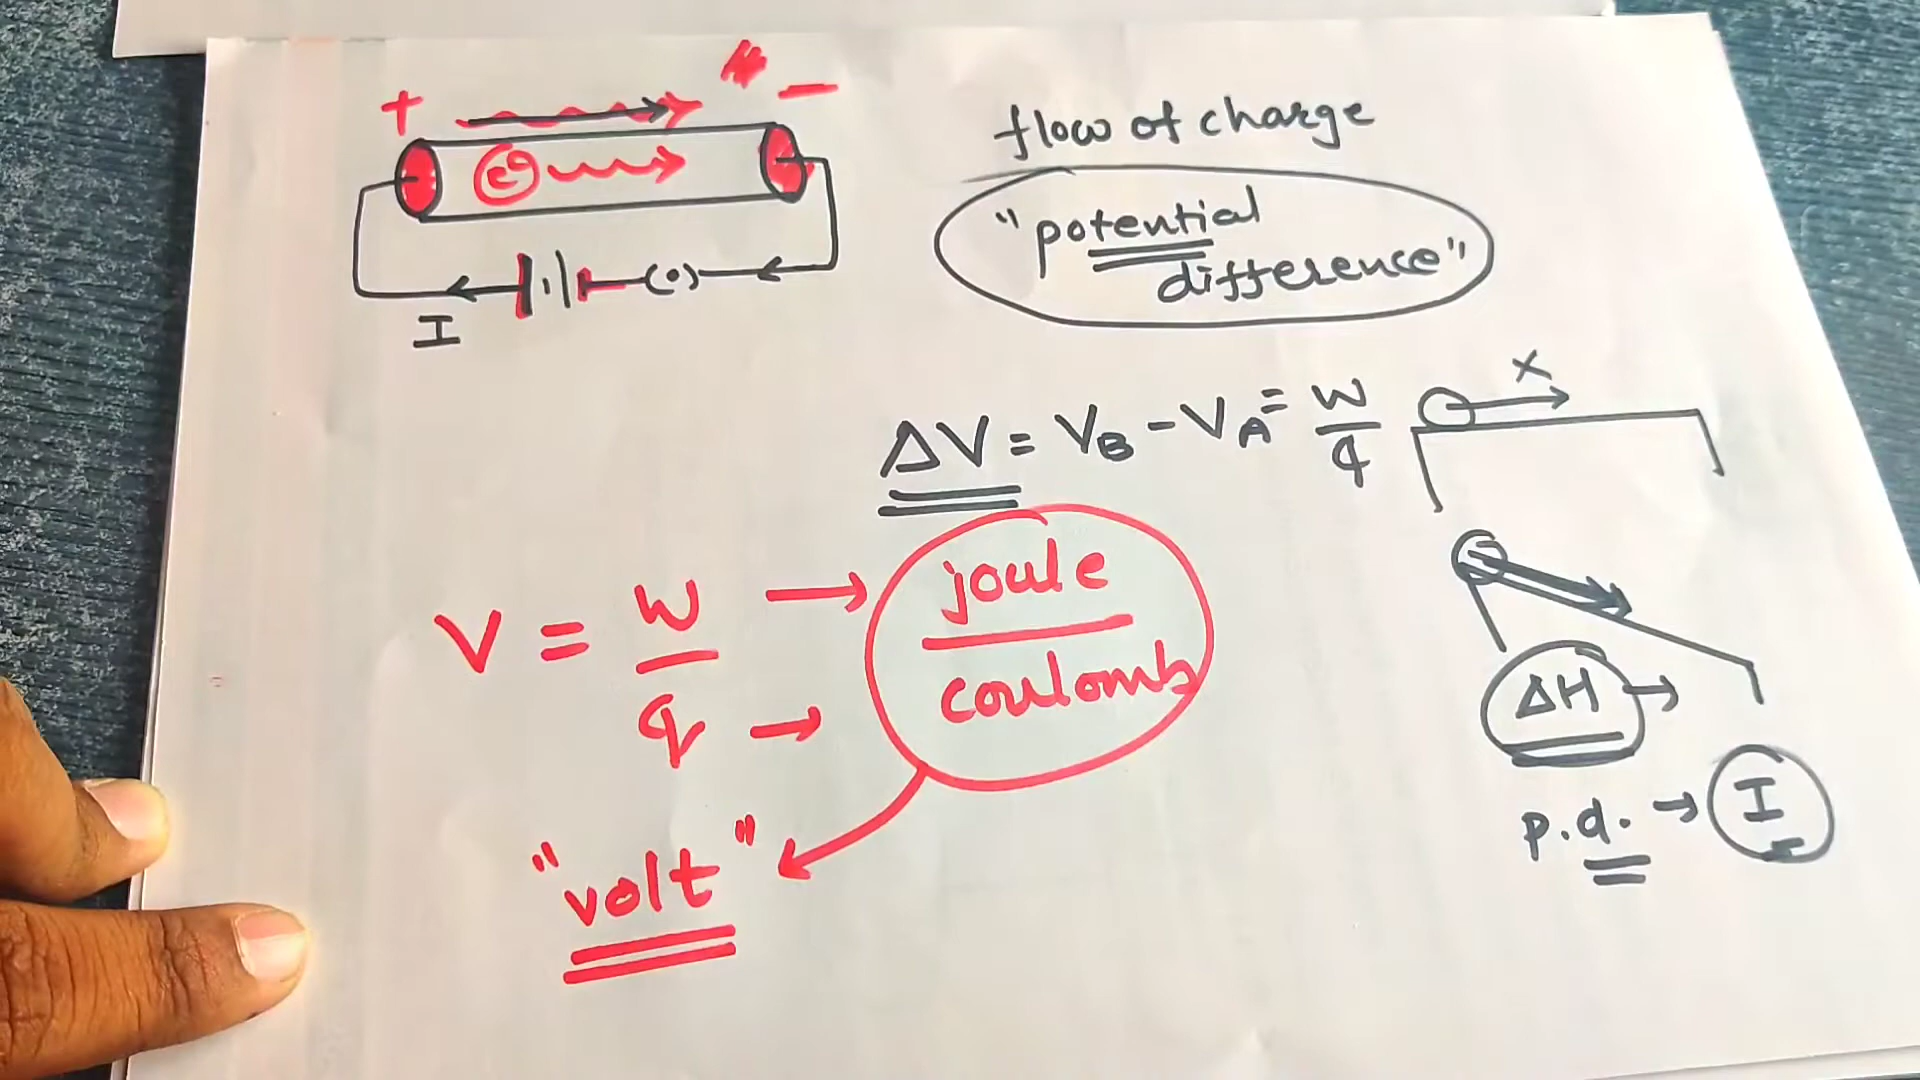 + −
e
I
flow of charge
"potential
difference"
ΔV = VB - VA = W/q
x
V = W/q → joule/coulomb
→
"volt"
ΔH →
p.d. → I